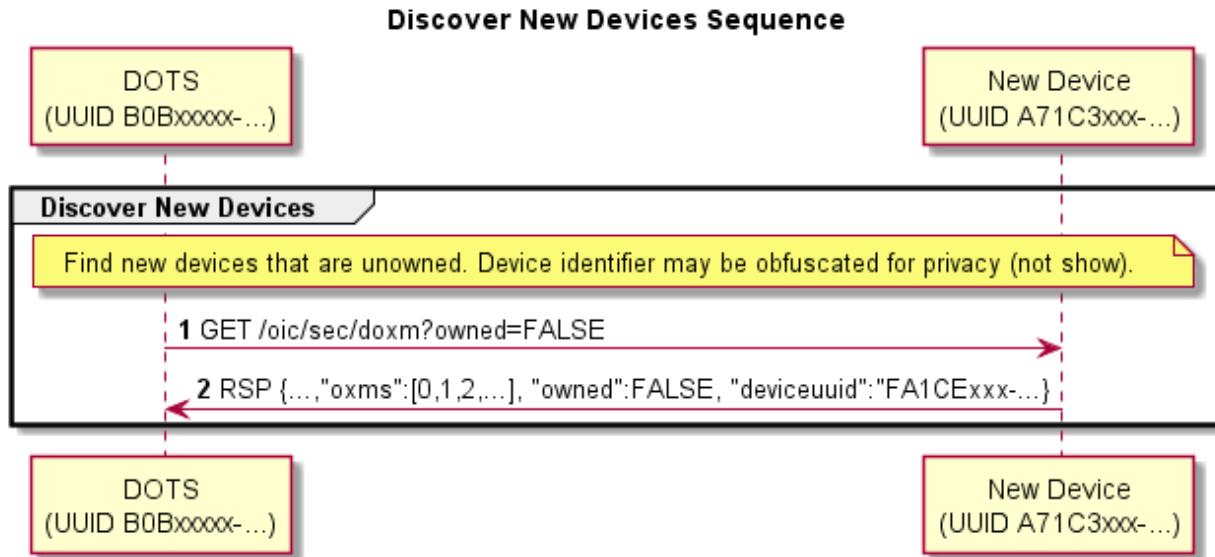 Discover New Devices Sequence
DOTS
(UUID B0Bxxxxx-...)
New Device
(UUID A71C3xxx-...)
Discover New Devices
Find new devices that are unowned. Device identifier may be obfuscated for privacy (not show).
1 GET /oic/sec/doxm?owned=FALSE
2 RSP {...,"oxms":[0,1,2,...], "owned":FALSE, "deviceuuid":"FA1CExxx-...}
DOTS
(UUID B0Bxxxxx-...)
New Device
(UUID A71C3xxx-...)